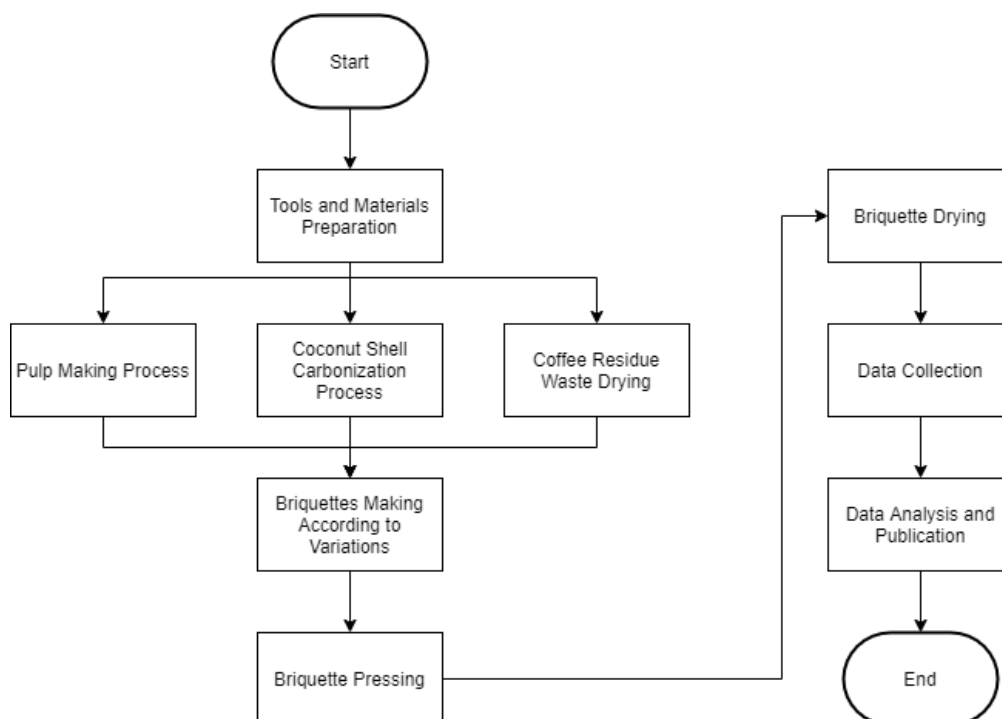 Start
Tools and Materials
Preparation
Pulp Making Process
Coconut Shell
Carbonization
Process
Coffee Residue
Waste Drying
Briquettes Making
According to
Variations
Briquette Pressing
Briquette Drying
Data Collection
Data Analysis and
Publication
End